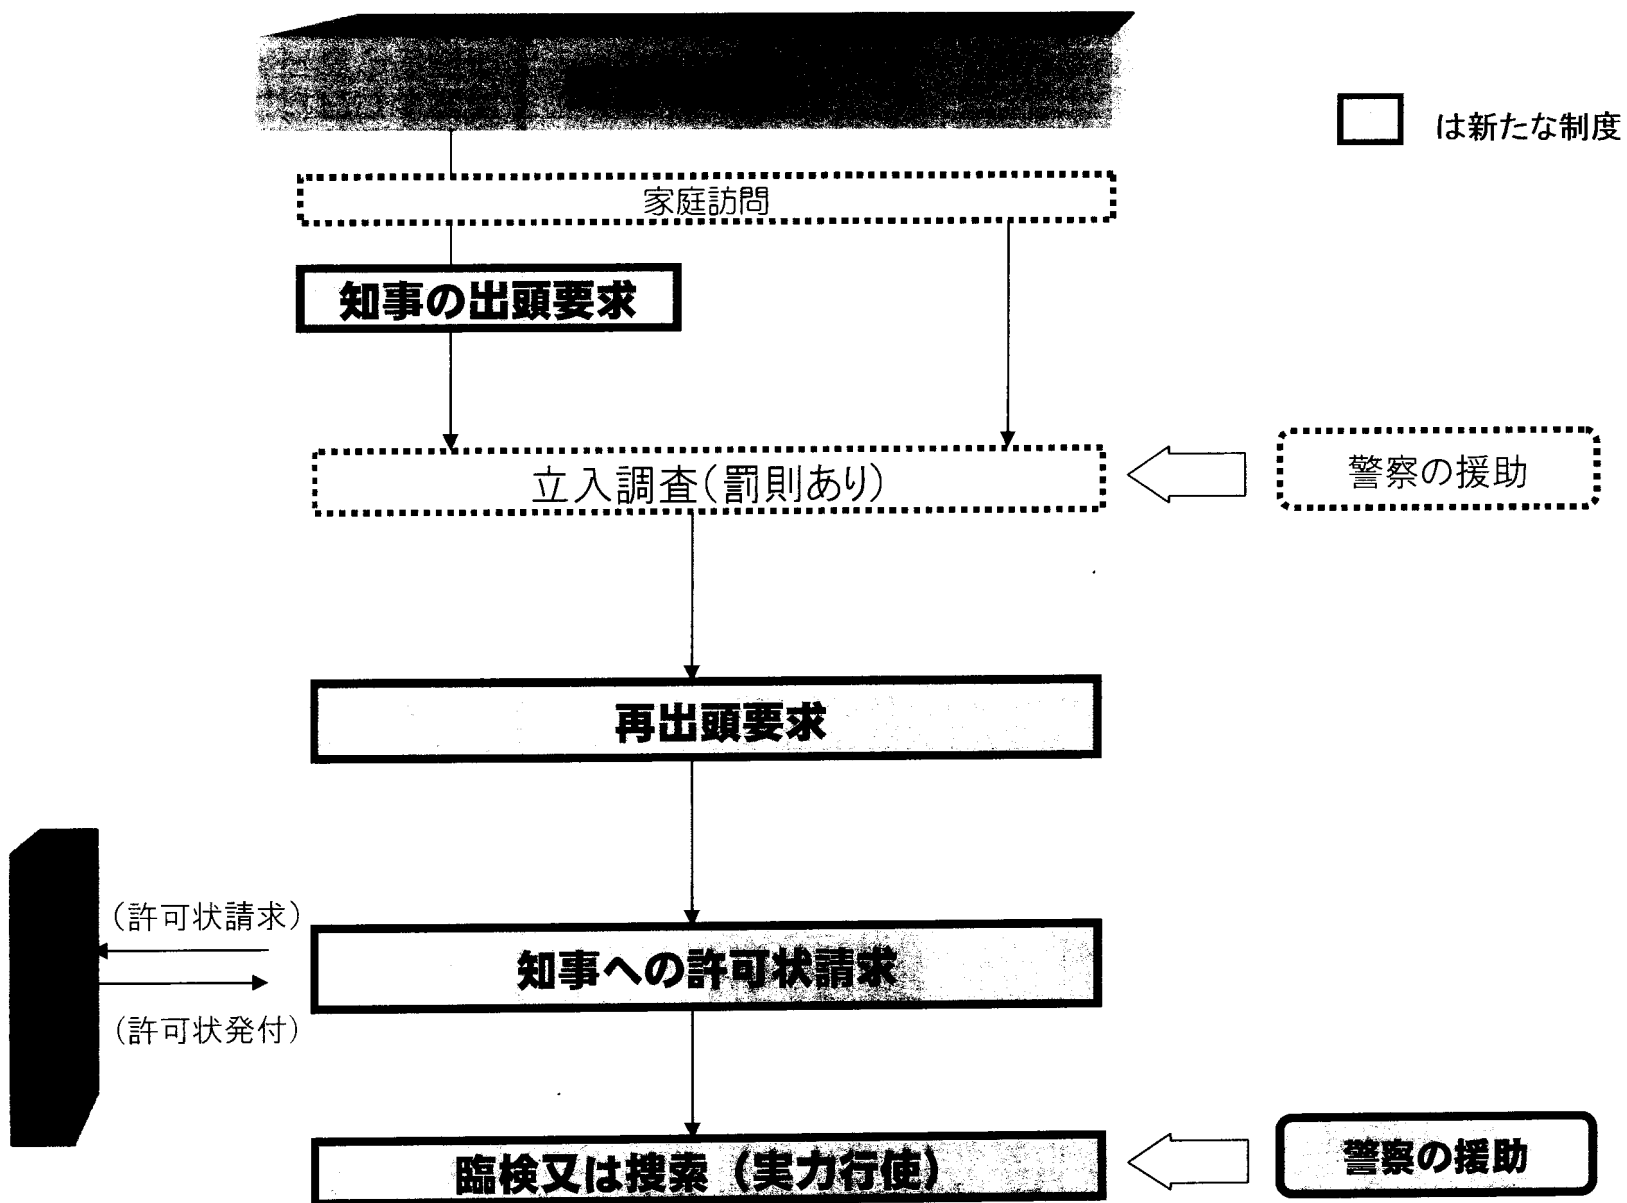 は新たな制度
家庭訪問
知事の出頭要求
立入調査（罰則あり）
警察の援助
再出頭要求
（許可状請求）
知事への許可状請求
（許可状発付）
臨検又は捜索（実力行使）
警察の援助